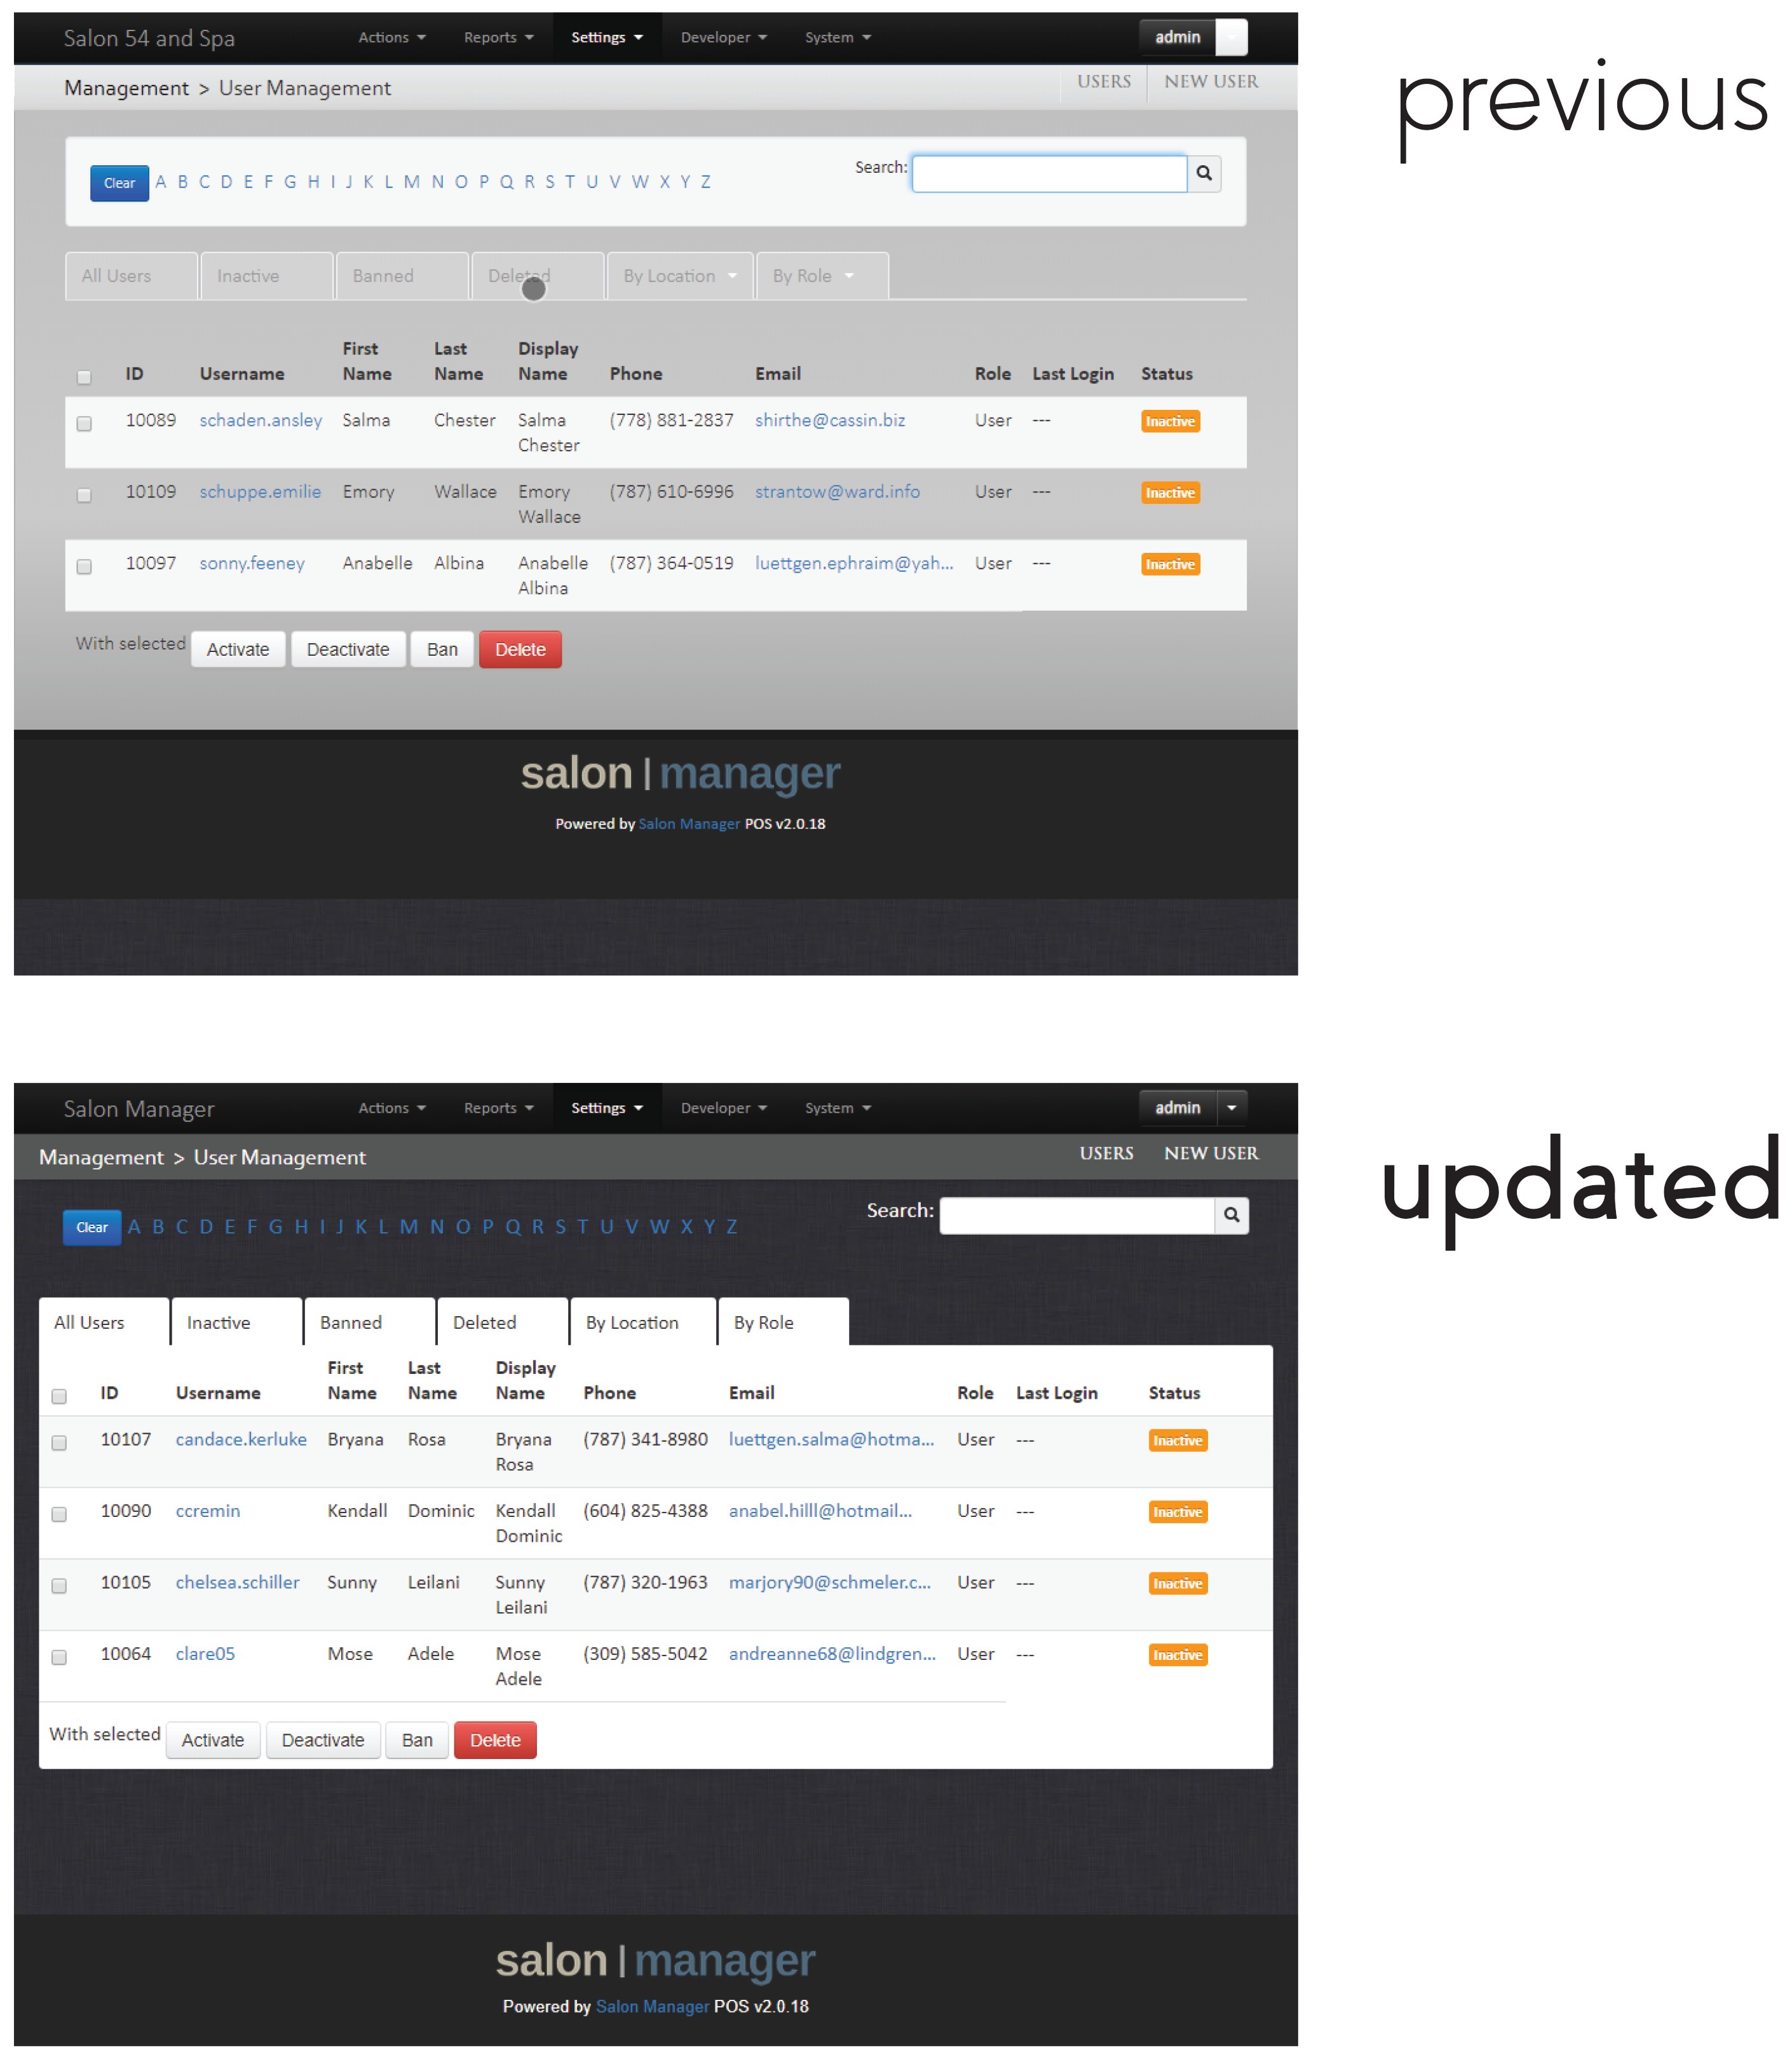 Salon 54 and Spa Actions Reports Settings Developer System admin
previous
Management > User Management USERS NEW USER
Clear A B C D E F G H I J K L M N O P Q R S T U V W X Y Z Search:
All Users Inactive Banned Deleted By Location By Role
ID Username First Name Last Name Display Name Phone Email Role Last Login Status
10089 schaden.ansley Salma Chester Salma Chester (778) 881-2837 shirthe@cassin.biz User --- Inactive
10109 schuppe.emilie Emory Wallace Emory Wallace (787) 610-6996 strantow@ward.info User --- Inactive
10097 sonny.feeney Anabelle Albina Anabelle Albina (787) 364-0519 luettgen.ephraim@yah... User --- Inactive
With selected Activate Deactivate Ban Delete
salon | manager
Powered by Salon Manager POS v2.0.18
Salon Manager Actions Reports Settings Developer System admin
updated
Management > User Management USERS NEW USER
Clear A B C D E F G H I J K L M N O P Q R S T U V W X Y Z Search:
All Users Inactive Banned Deleted By Location By Role
ID Username First Name Last Name Display Name Phone Email Role Last Login Status
10107 candace.kerluke Bryana Rosa Bryana Rosa (787) 341-8980 luettgen.salma@hotma... User --- Inactive
10090 ccremin Kendall Dominic Kendall Dominic (604) 825-4388 anabel.hilll@hotmail... User --- Inactive
10105 chelsea.schiller Sunny Leilani Sunny Leilani (787) 320-1963 marjory90@schmeler.c... User --- Inactive
10064 clare05 Mose Adele Mose Adele (309) 585-5042 andreanne68@lindgren... User --- Inactive
With selected Activate Deactivate Ban Delete
salon | manager
Powered by Salon Manager POS v2.0.18